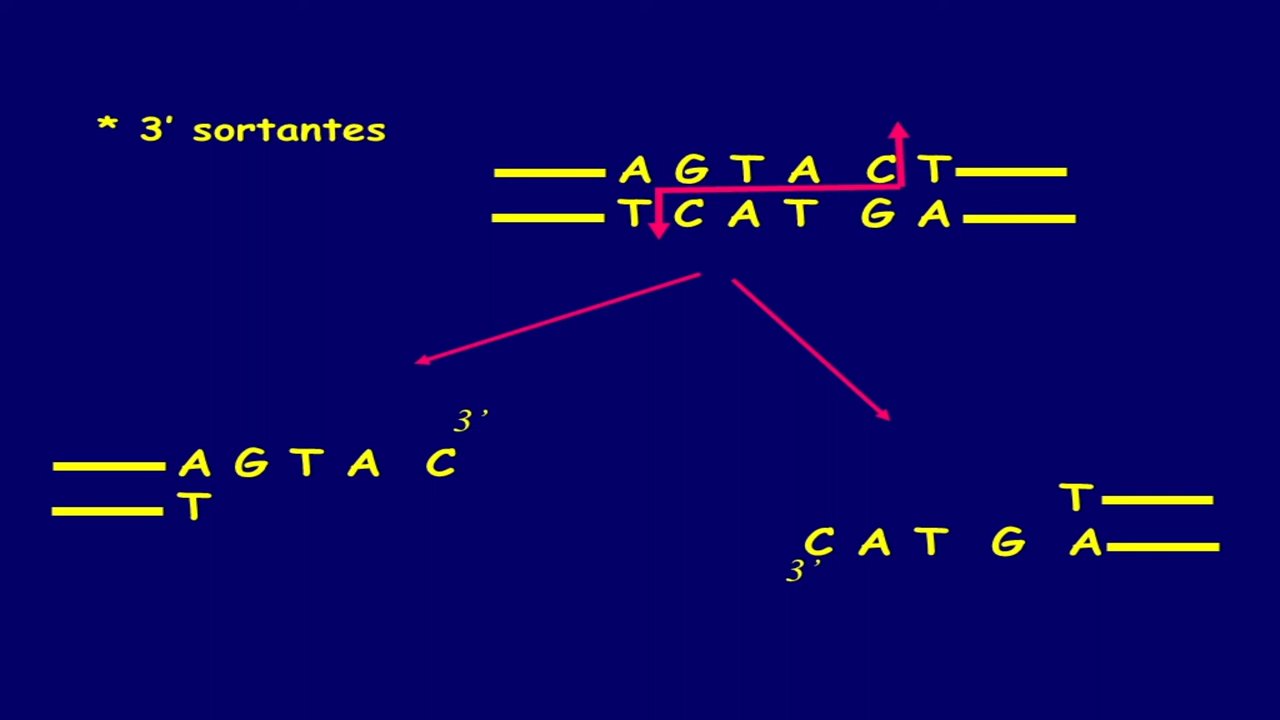 * 3' sortantes
A G T A C T
T C A T G A
3'
A G T A C
T
T
C A T G A
3'